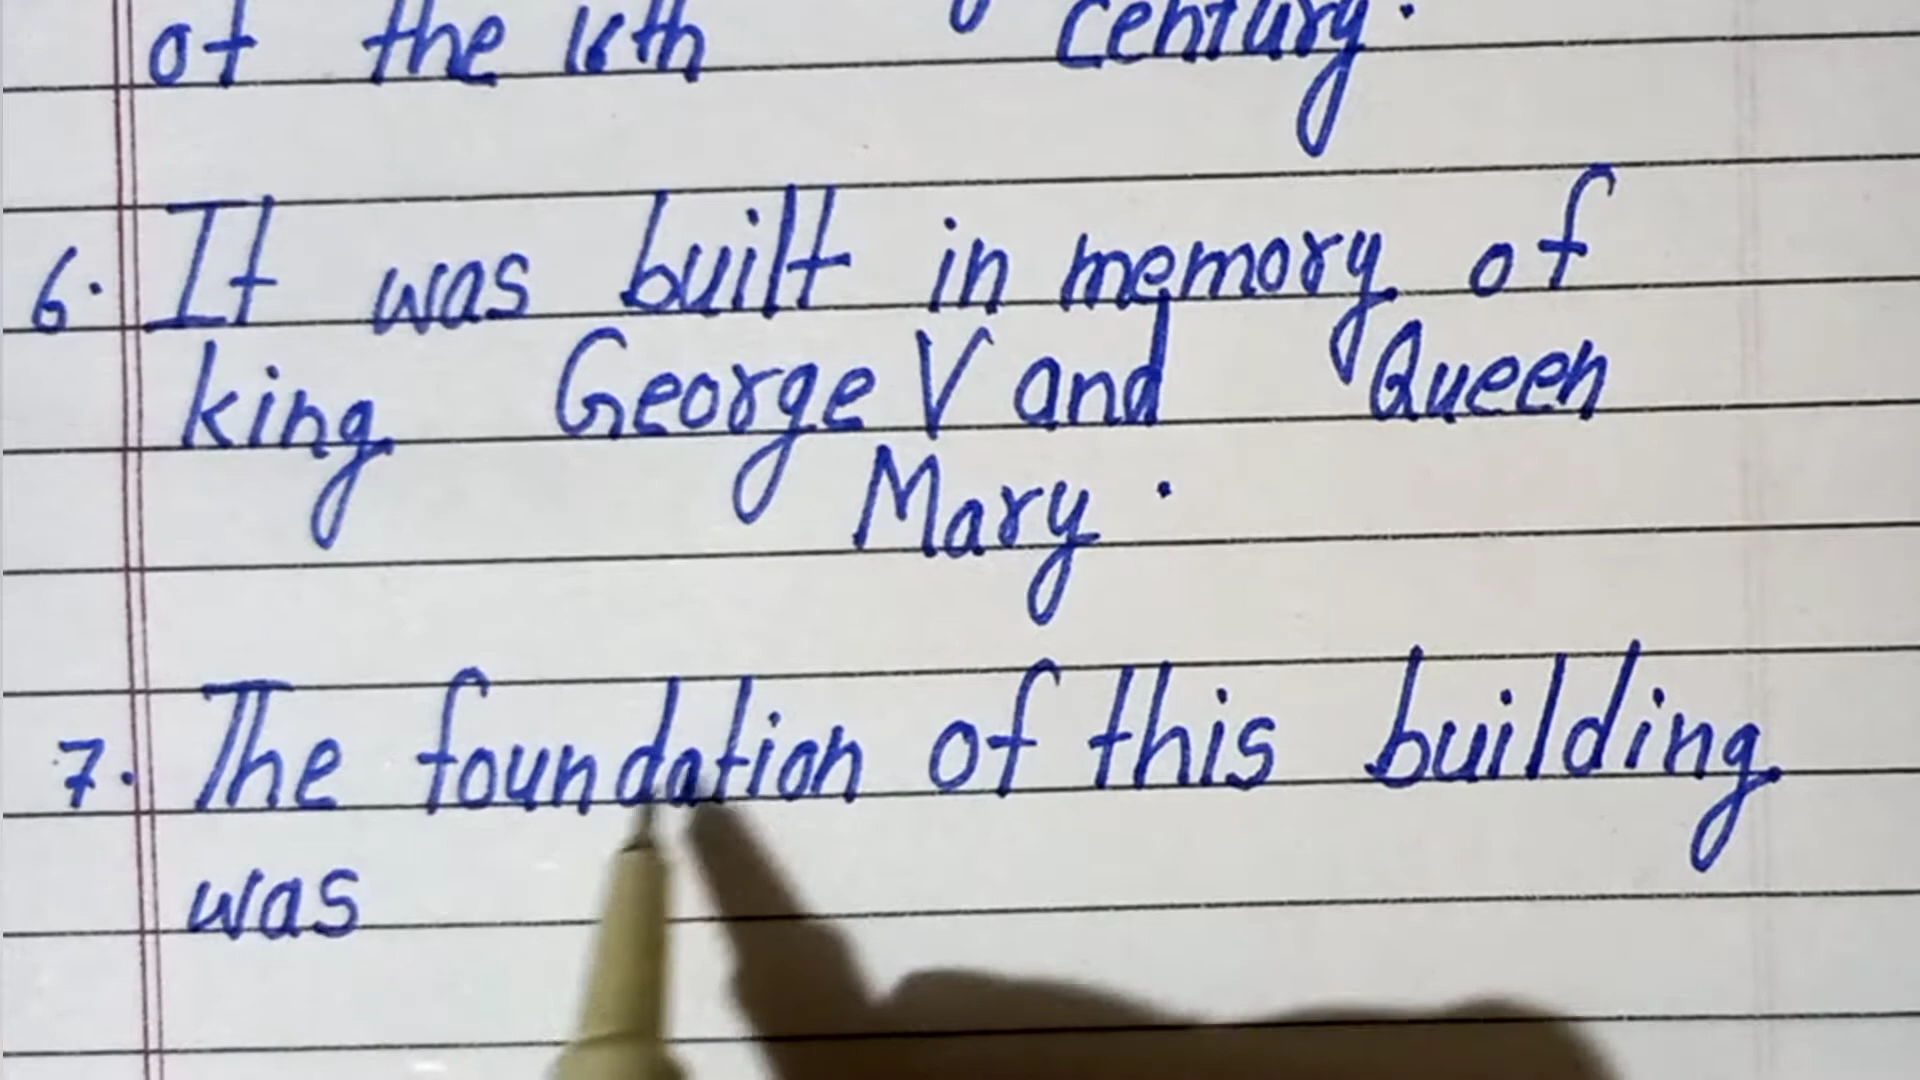 of the 16th century.
6. It was built in memory of
king George V and Queen
Mary.
7. The foundation of this building
was